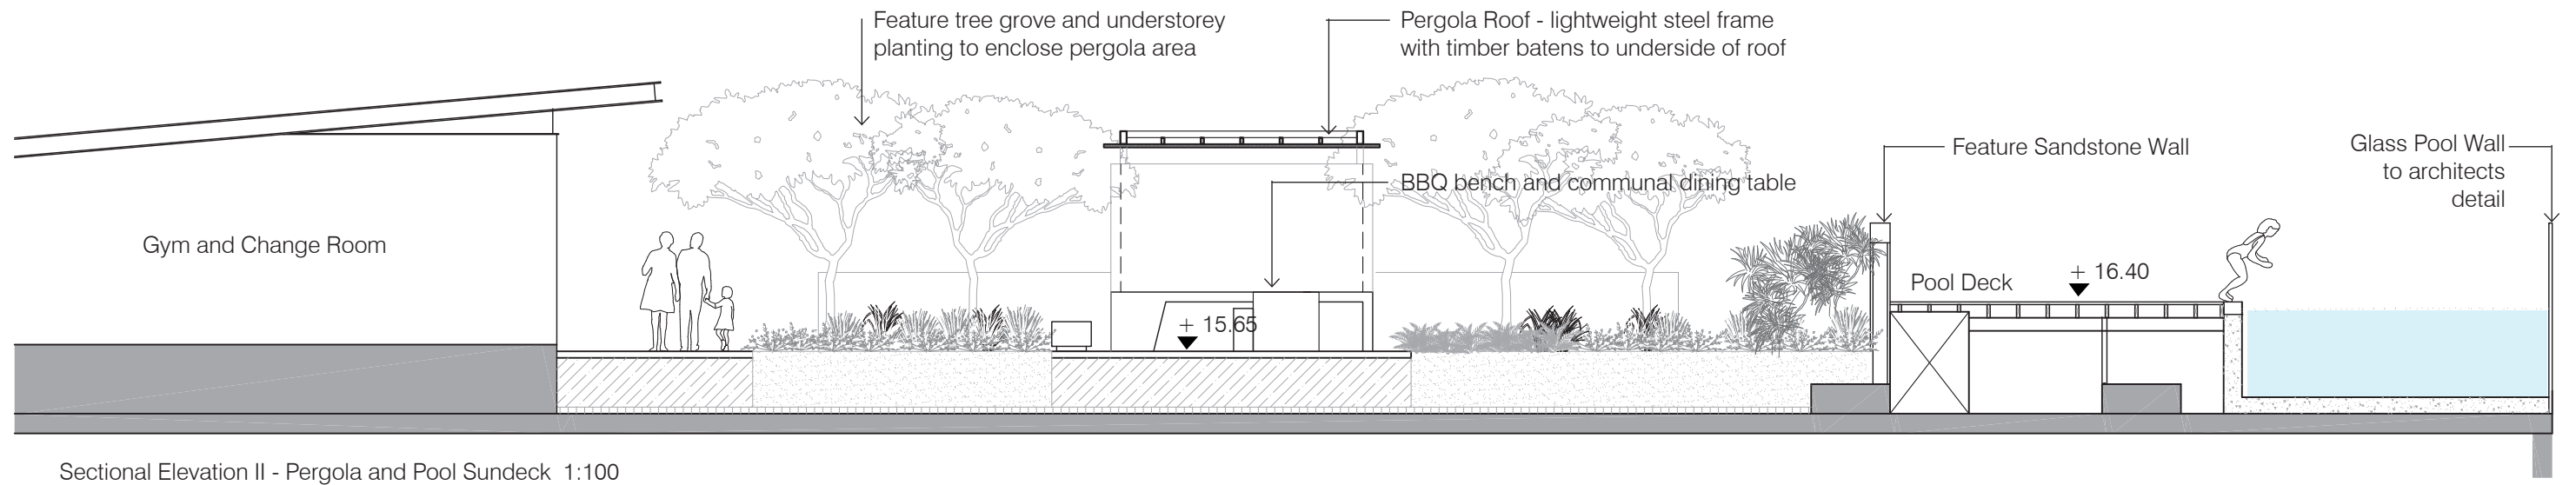 Feature tree grove and understorey
planting to enclose pergola area
Pergola Roof - lightweight steel frame
with timber batens to underside of roof
Feature Sandstone Wall
Glass Pool Wall
to architects
detail
BBQ bench and communal dining table
Gym and Change Room
Pool Deck
+ 16.40
+ 15.65
Sectional Elevation II - Pergola and Pool Sundeck 1:100